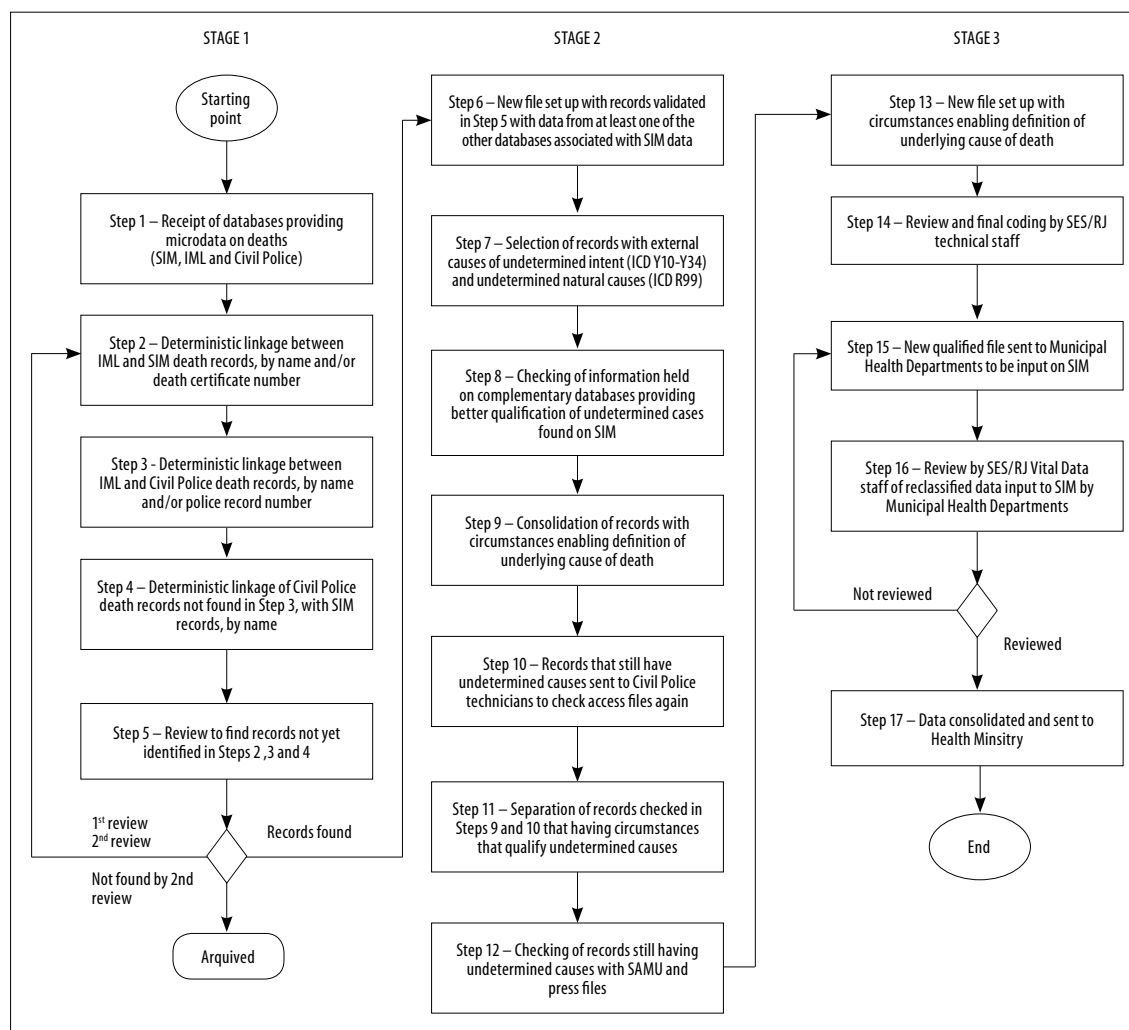 STAGE 1
Starting
point
Step 1 – Receipt of databases providing
microdata on deaths
(SIM, IML and Civil Police)
Step 2 – Deterministic linkage between
IML and SIM death records, by name and/or
death certificate number
Step 3 - Deterministic linkage between
IML and Civil Police death records, by name
and/or police record number
Step 4 – Deterministic linkage of Civil Police
death records not found in Step 3, with SIM
records, by name
Step 5 – Review to find records not yet
identified in Steps 2 ,3 and 4
1st review
2nd review
Records found
Not found by 2nd
review
Arquived
STAGE 2
Step 6 – New file set up with records validated
in Step 5 with data from at least one of the
other databases associated with SIM data
Step 7 – Selection of records with external
causes of undetermined intent (ICD Y10-Y34)
and undetermined natural causes (ICD R99)
Step 8 – Checking of information held
on complementary databases providing
better qualification of undetermined cases
found on SIM
Step 9 – Consolidation of records with
circumstances enabling definition of
underlying cause of death
Step 10 – Records that still have
undetermined causes sent to Civil Police
technicians to check access files again
Step 11 – Separation of records checked in
Steps 9 and 10 that having circumstances
that qualify undetermined causes
Step 12 – Checking of records still having
undetermined causes with SAMU and
press files
STAGE 3
Step 13 – New file set up with
circumstances enabling definition of
underlying cause of death
Step 14 – Review and final coding by SES/RJ
technical staff
Step 15 – New qualified file sent to Municipal
Health Departments to be input on SIM
Step 16 – Review by SES/RJ Vital Data
staff of reclassified data input to SIM by
Municipal Health Departments
Not reviewed
Reviewed
Step 17 – Data consolidated and sent to
Health Minsitry
End